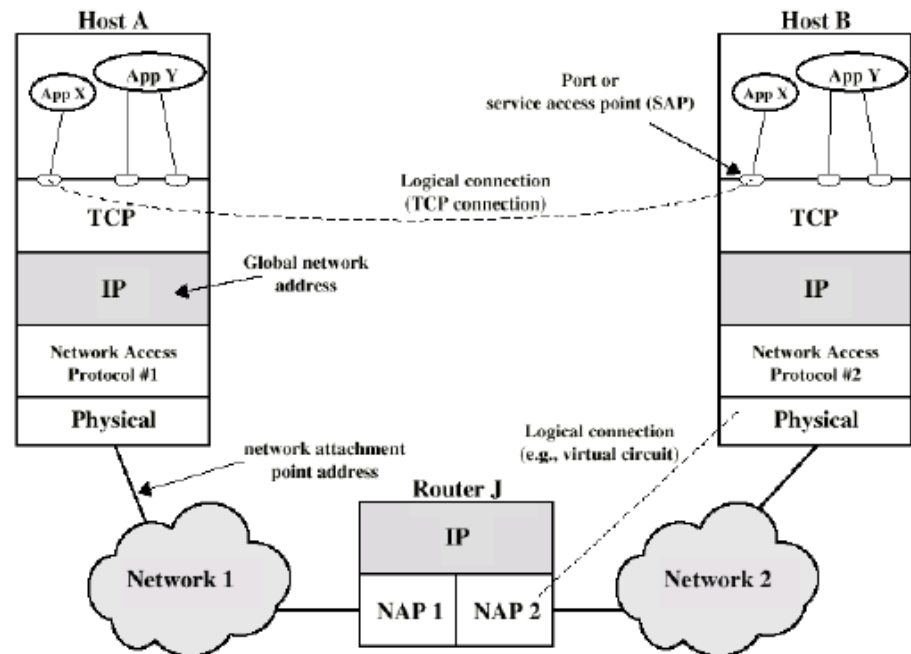 Host A
Host B
App X
App Y
Port or
service access point (SAP)
App X
App Y
Logical connection
(TCP connection)
TCP
TCP
Global network
address
IP
IP
Network Access
Protocol #1
Network Access
Protocol #2
Physical
Physical
network attachment
point address
Logical connection
(e.g., virtual circuit)
Router J
IP
Network 1
NAP 1
NAP 2
Network 2